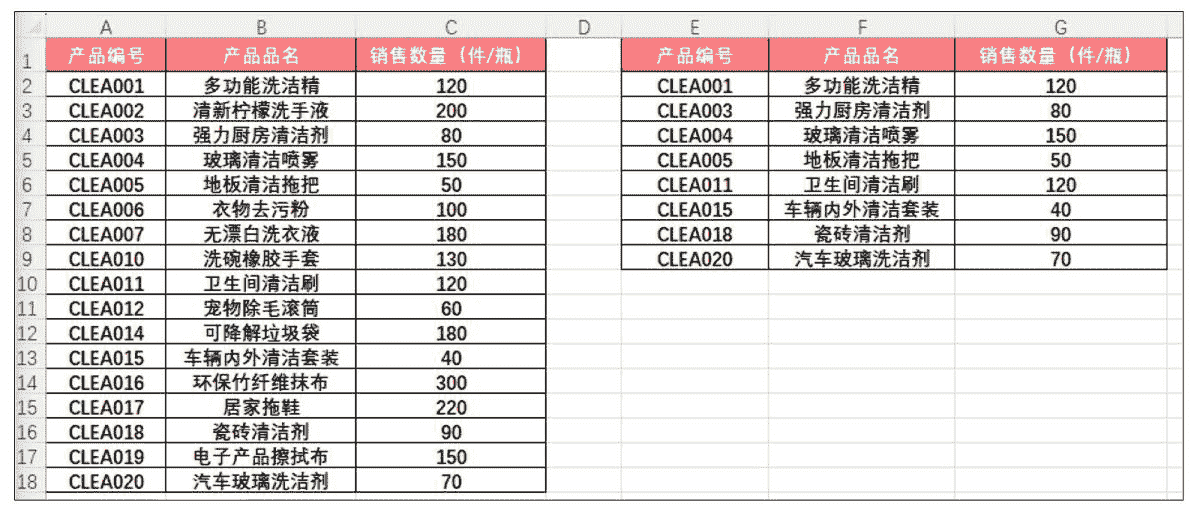 A B C D E F G
1 产品编号 产品品名 销售数量（件/瓶） 产品编号 产品品名 销售数量（件/瓶）
2 CLEA001 多功能洗洁精 120 CLEA001 多功能洗洁精 120
3 CLEA002 清新柠檬洗手液 200 CLEA003 强力厨房清洁剂 80
4 CLEA003 强力厨房清洁剂 80 CLEA004 玻璃清洁喷雾 150
5 CLEA004 玻璃清洁喷雾 150 CLEA005 地板清洁拖把 50
6 CLEA005 地板清洁拖把 50 CLEA011 卫生间清洁刷 120
7 CLEA006 衣物去污粉 100 CLEA015 车辆内外清洁套装 40
8 CLEA007 无漂白洗衣液 180 CLEA018 瓷砖清洁剂 90
9 CLEA010 洗碗橡胶手套 130 CLEA020 汽车玻璃洗洁剂 70
10 CLEA011 卫生间清洁刷 120
11 CLEA012 宠物除毛滚筒 60
12 CLEA014 可降解垃圾袋 180
13 CLEA015 车辆内外清洁套装 40
14 CLEA016 环保竹纤维抹布 300
15 CLEA017 居家拖鞋 220
16 CLEA018 瓷砖清洁剂 90
17 CLEA019 电子产品擦拭布 150
18 CLEA020 汽车玻璃洗洁剂 70